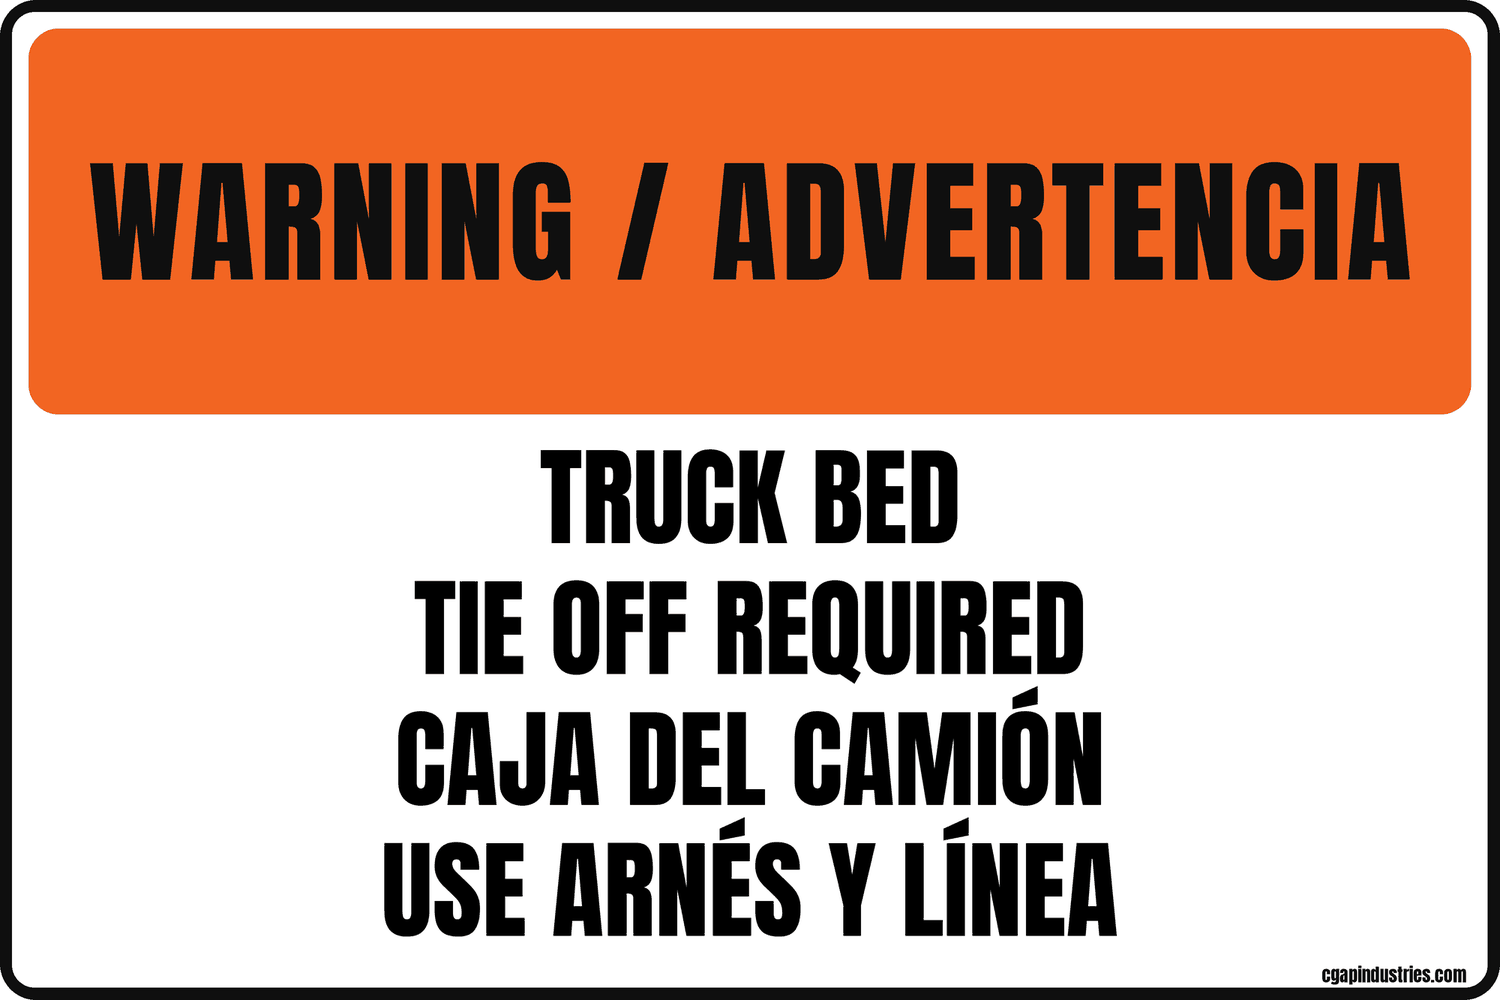 WARNING / ADVERTENCIA
TRUCK BED
TIE OFF REQUIRED
CAJA DEL CAMIÓN
USE ARNÉS Y LÍNEA
cgapindustries.com